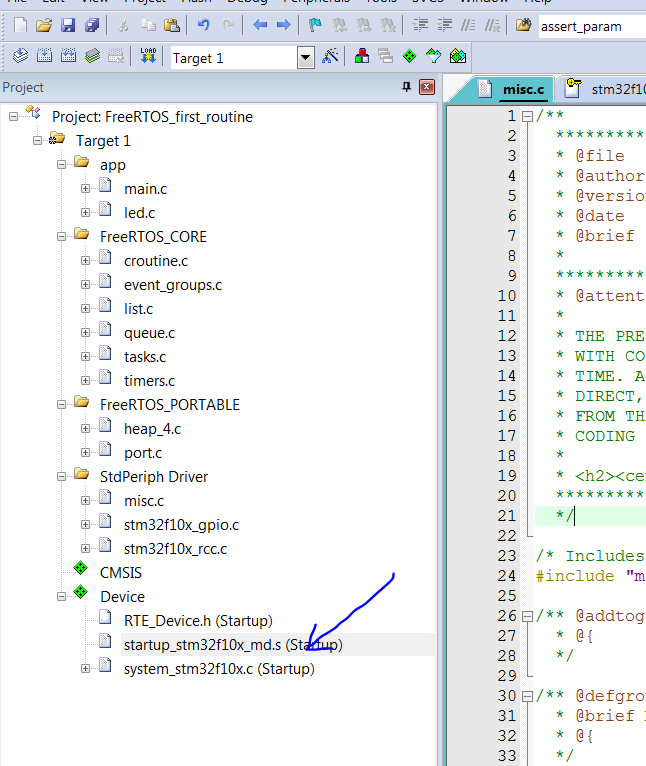 File Edit View Project Flash Debug Peripherals Tools SVCS Window Help
assert_param
LOAD
Target 1
Project
misc.c
stm32f10
Project: FreeRTOS_first_routine
Target 1
app
main.c
led.c
FreeRTOS_CORE
croutine.c
event_groups.c
list.c
queue.c
tasks.c
timers.c
FreeRTOS_PORTABLE
heap_4.c
port.c
StdPeriph Driver
misc.c
stm32f10x_gpio.c
stm32f10x_rcc.c
CMSIS
Device
RTE_Device.h (Startup)
startup_stm32f10x_md.s (Startup)
system_stm32f10x.c (Startup)
1 /**
2 *********
3 * @file
4 * @author
5 * @version
6 * @date
7 * @brief
8 *
9 *********
10 * @attent
11 *
12 * THE PRE
13 * WITH CO
14 * TIME. A
15 * DIRECT,
16 * FROM TH
17 * CODING
18 *
19 * <h2><ce
20 *********
21 */
22
23 /* Includes
24 #include "m
25
26 /** @addtog
27 * @{
28 */
29
30 /** @defgro
31 * @brief
32 * @{
33 */